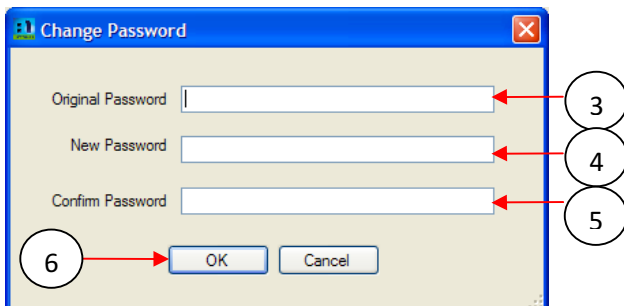 Change Password
Original Password
3
New Password
4
Confirm Password
5
6
OK Cancel